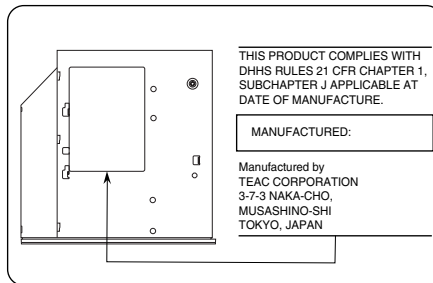 THIS PRODUCT COMPLIES WITH
DHHS RULES 21 CFR CHAPTER 1,
SUBCHAPTER J APPLICABLE AT
DATE OF MANUFACTURE.
MANUFACTURED:
Manufactured by
TEAC CORPORATION
3-7-3 NAKA-CHO,
MUSASHINO-SHI
TOKYO, JAPAN